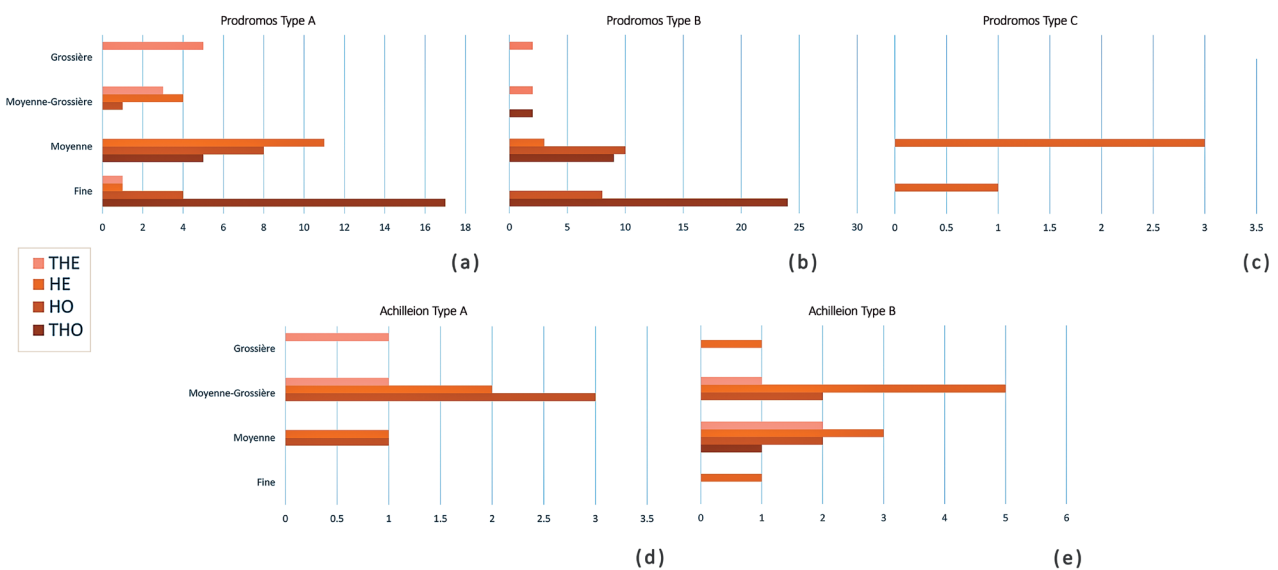 Prodromos Type A
Prodromos Type B
Prodromos Type C
Grossière
Moyenne-Grossière
Moyenne
Fine
0 2 4 6 8 10 12 14 16 18
0 5 10 15 20 25 30
0 0.5 1 1.5 2 2.5 3 3.5
(a)
(b)
(c)
THE
HE
HO
THO
Achilleion Type A
Achilleion Type B
Grossière
Moyenne-Grossière
Moyenne
Fine
0 0.5 1 1.5 2 2.5 3 3.5
0 1 2 3 4 5 6
(d)
(e)